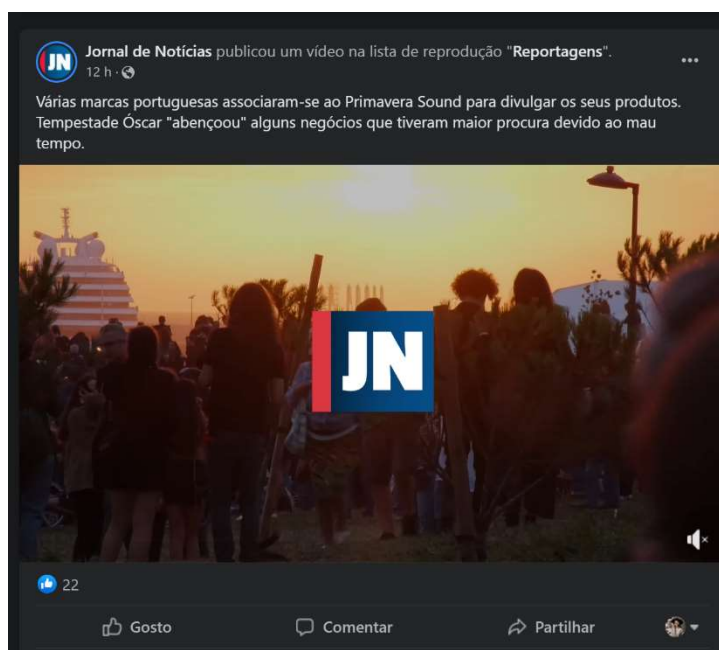 JN
Jornal de Notícias publicou um vídeo na lista de reprodução "Reportagens".
12 h ·
Várias marcas portuguesas associaram-se ao Primavera Sound para divulgar os seus produtos.
Tempestade Óscar "abençoou" alguns negócios que tiveram maior procura devido ao mau
tempo.
JN
22
Gosto
Comentar
Partilhar